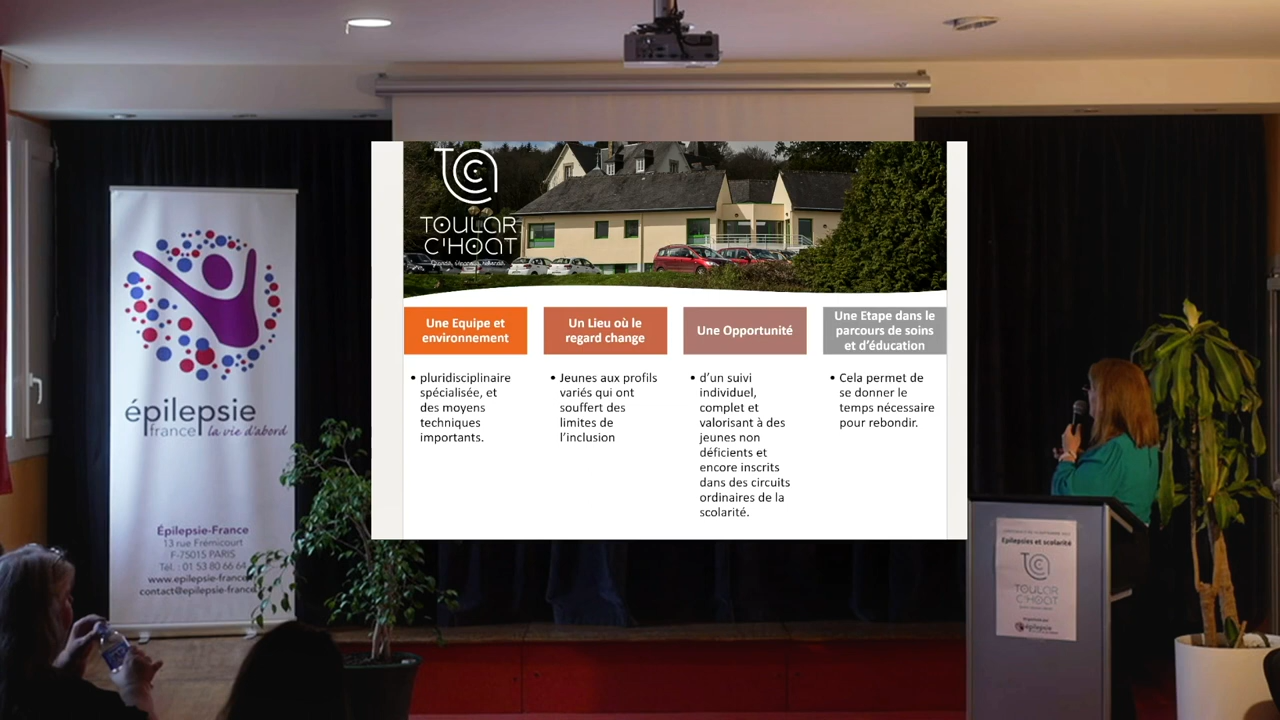 TOULAR
C'HOAT
Une Equipe et
environnement
Un Lieu où le
regard change
Une Opportunité
Une Etape dans le
parcours de soins
et d'éducation
• pluridisciplinaire
spécialisée, et
des moyens
techniques
importants.
• Jeunes aux profils
variés qui ont
souffert des
limites de
l'inclusion
• d'un suivi
individuel,
complet et
valorisant à des
jeunes non
déficients et
encore inscrits
dans des circuits
ordinaires de la
scolarité.
• Cela permet de
se donner le
temps nécessaire
pour rebondir.
épilepsie
france la vie d'abord
Épilepsie-France
13 rue Frémicourt
F-75015 PARIS
Tél. : 01 53 80 66 64
www.epilepsie-france
contact@epilepsie-france
Epilepsies et scolarité
TOULAR
C'HOAT
épilepsie